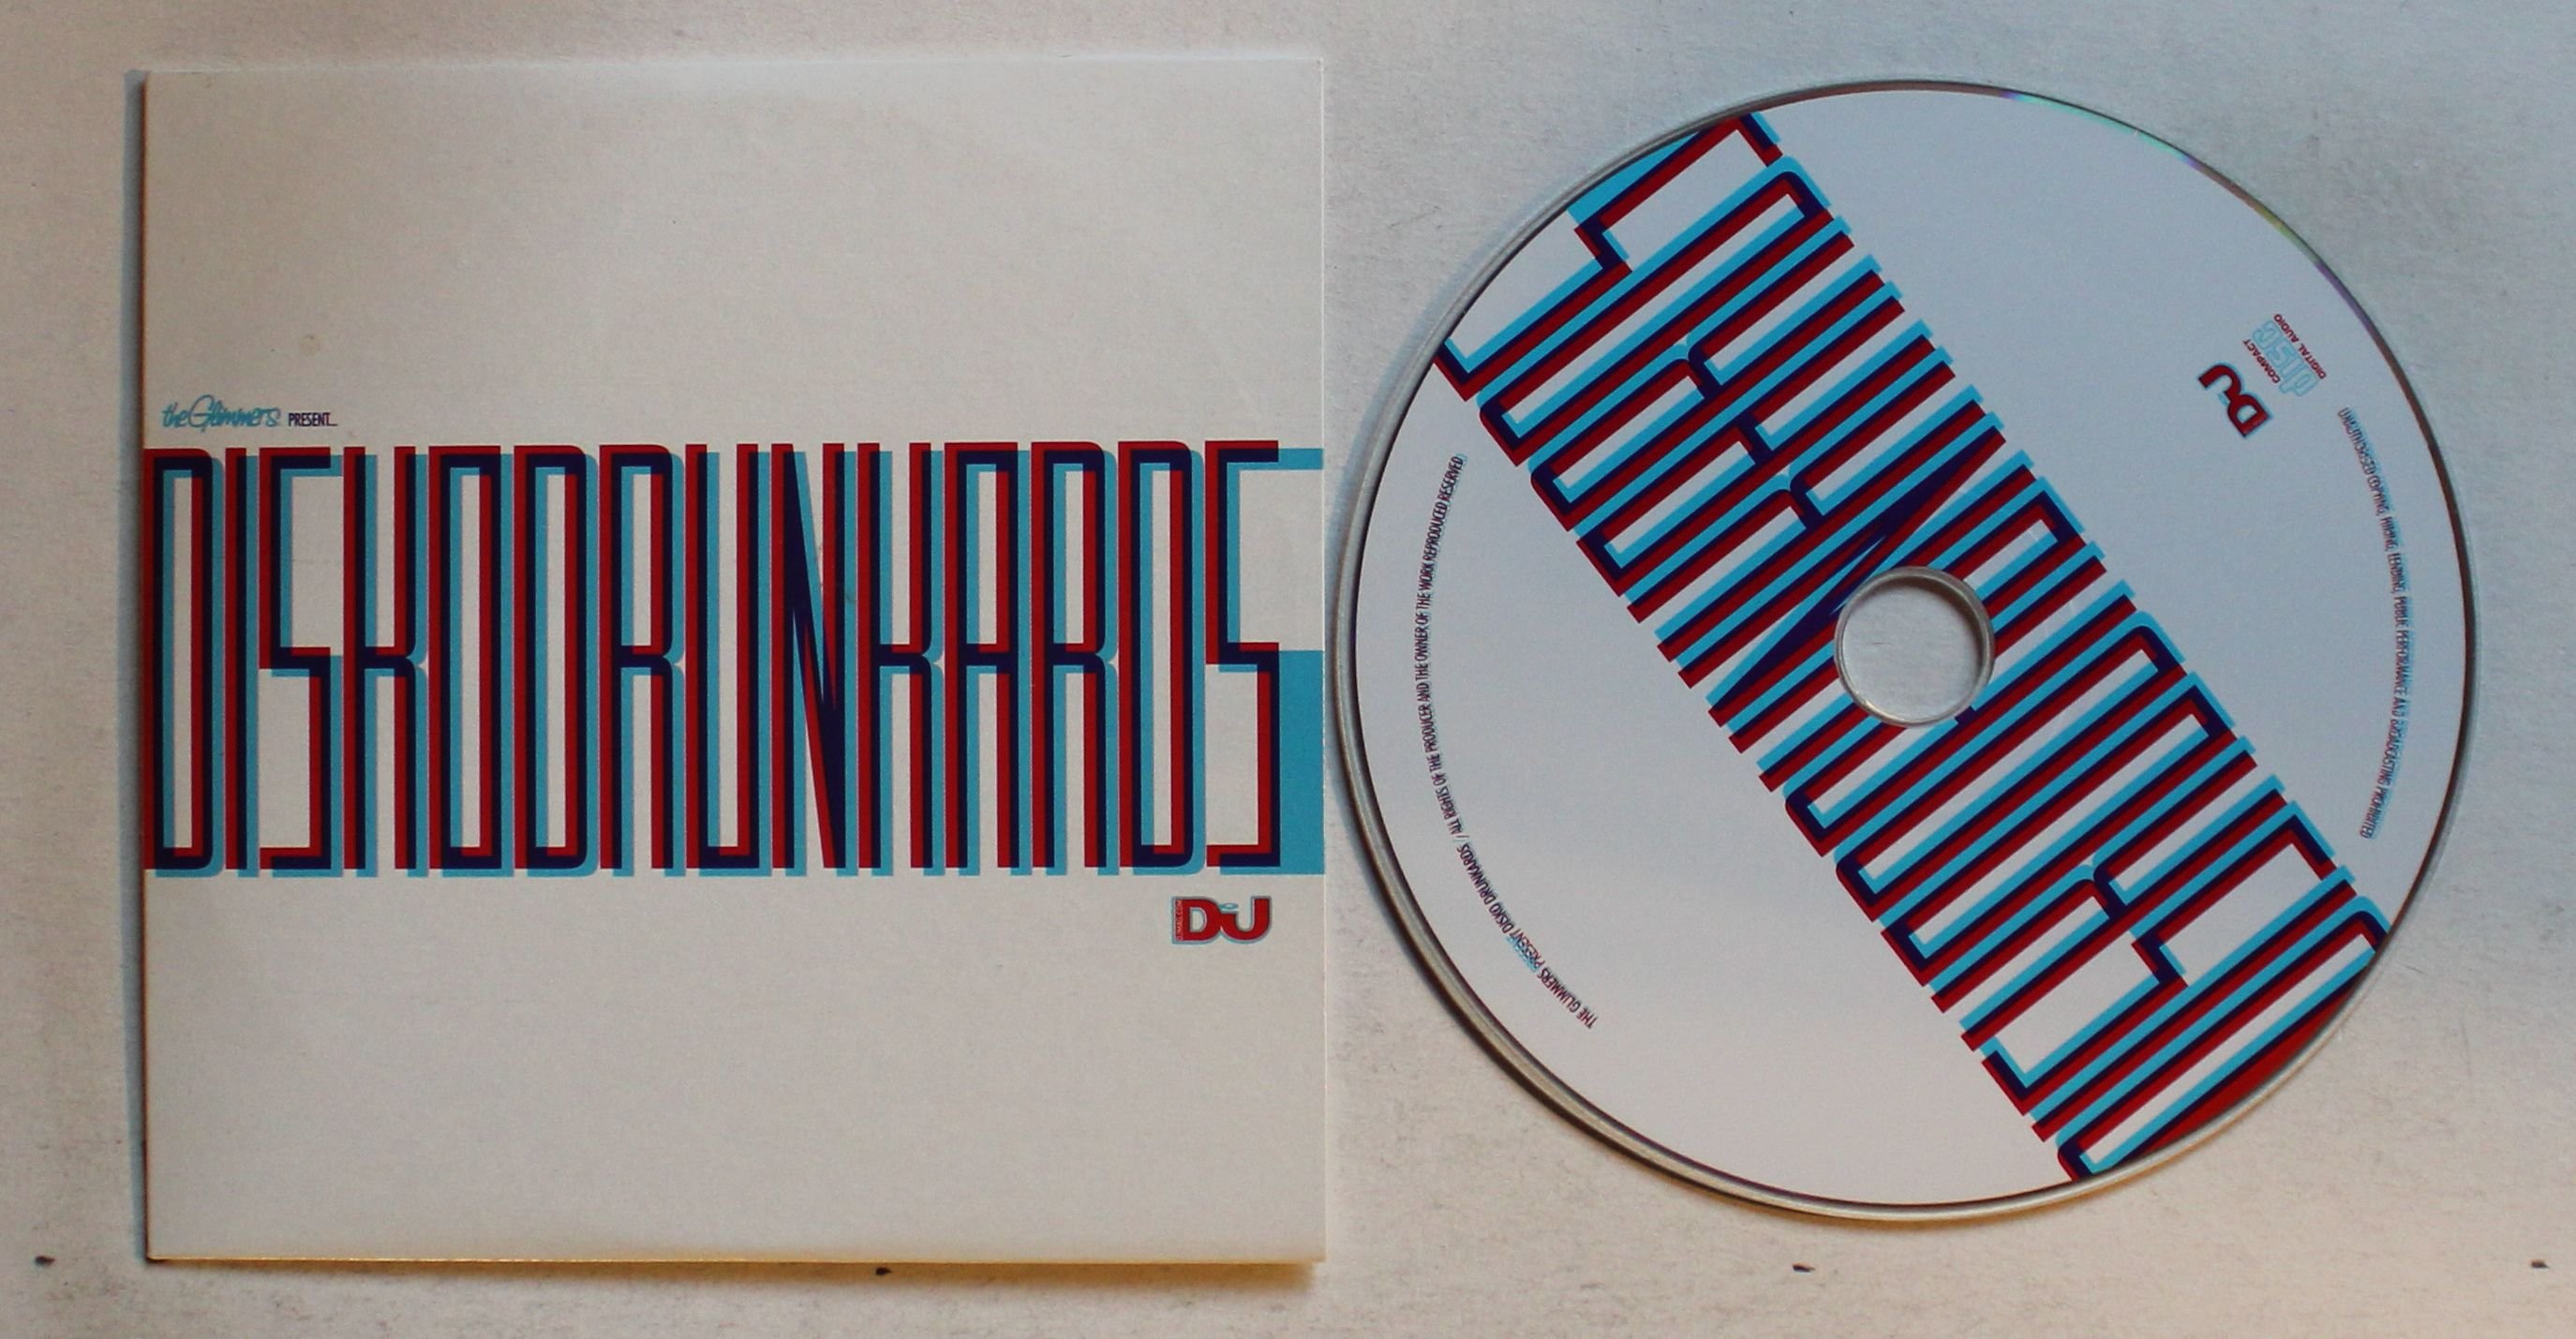 the Glimmers PRESENT...
DISKODRUNKARDS
DJ
DISKODRUNKARDS
DJ
COMPACT
disc
DIGITAL AUDIO
THE GLIMMERS PRESENT DISKO DRUNKARDS / ALL RIGHTS OF THE PRODUCER AND THE OWNER OF THE WORK REPRODUCED RESERVED
UNAUTHORISED COPYING, HIRING, LENDING, PUBLIC PERFORMANCE AND BROADCASTING PROHIBITED